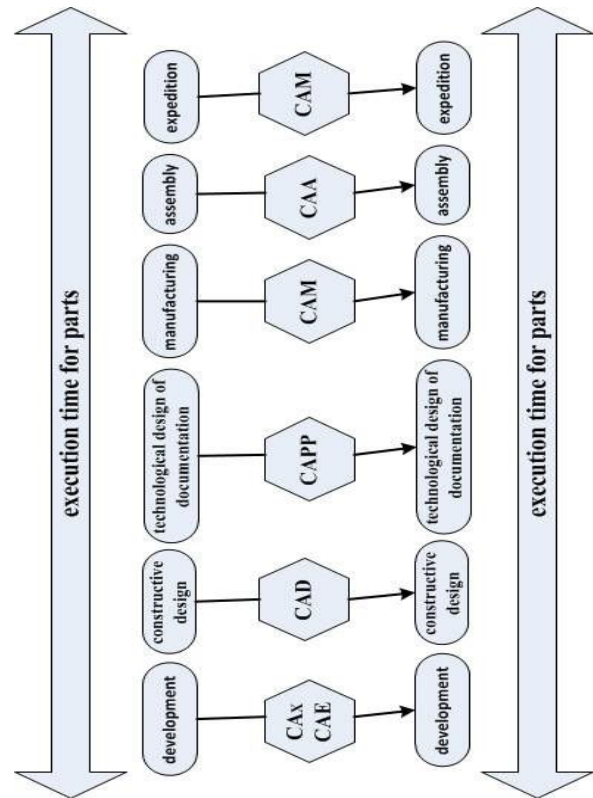 execution time for parts
development
constructive
design
technological design of
documentation
manufacturing
assembly
expedition
CAx
CAE
CAD
CAPP
CAM
CAA
CAM
development
constructive
design
technological design of
documentation
manufacturing
assembly
expedition
execution time for parts